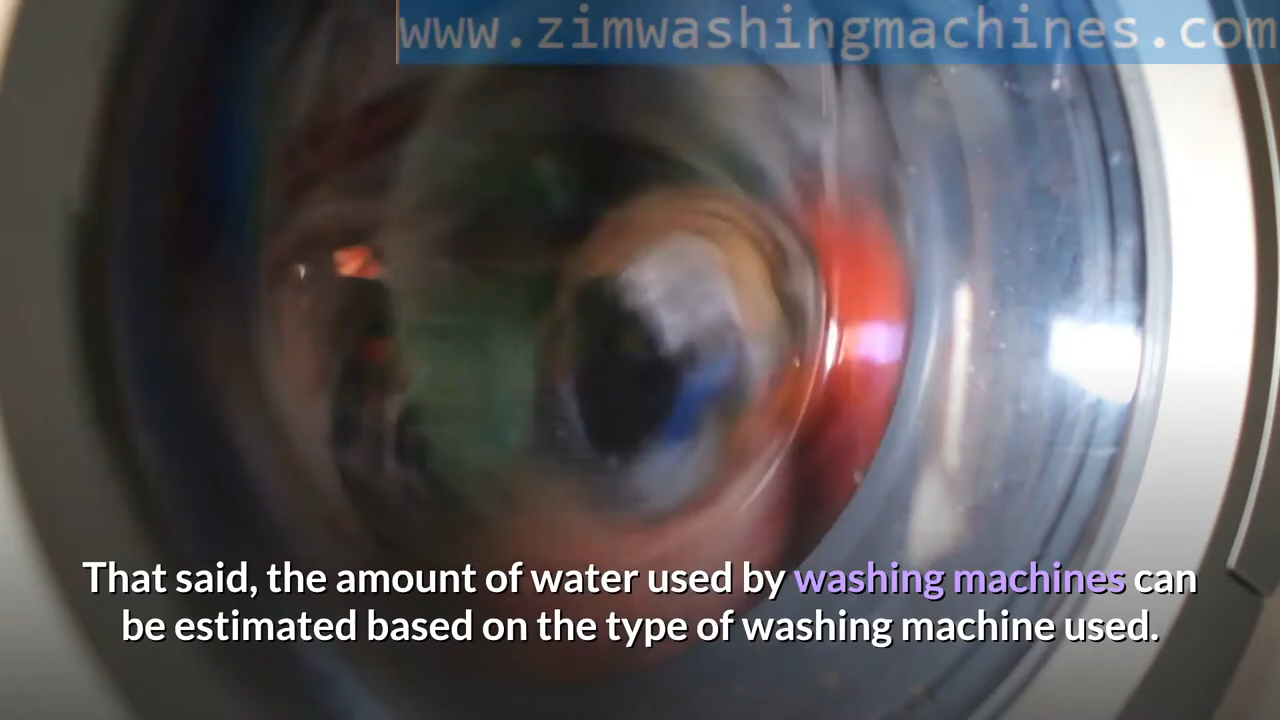 www.zimwashingmachines.com
That said, the amount of water used by washing machines can
be estimated based on the type of washing machine used.